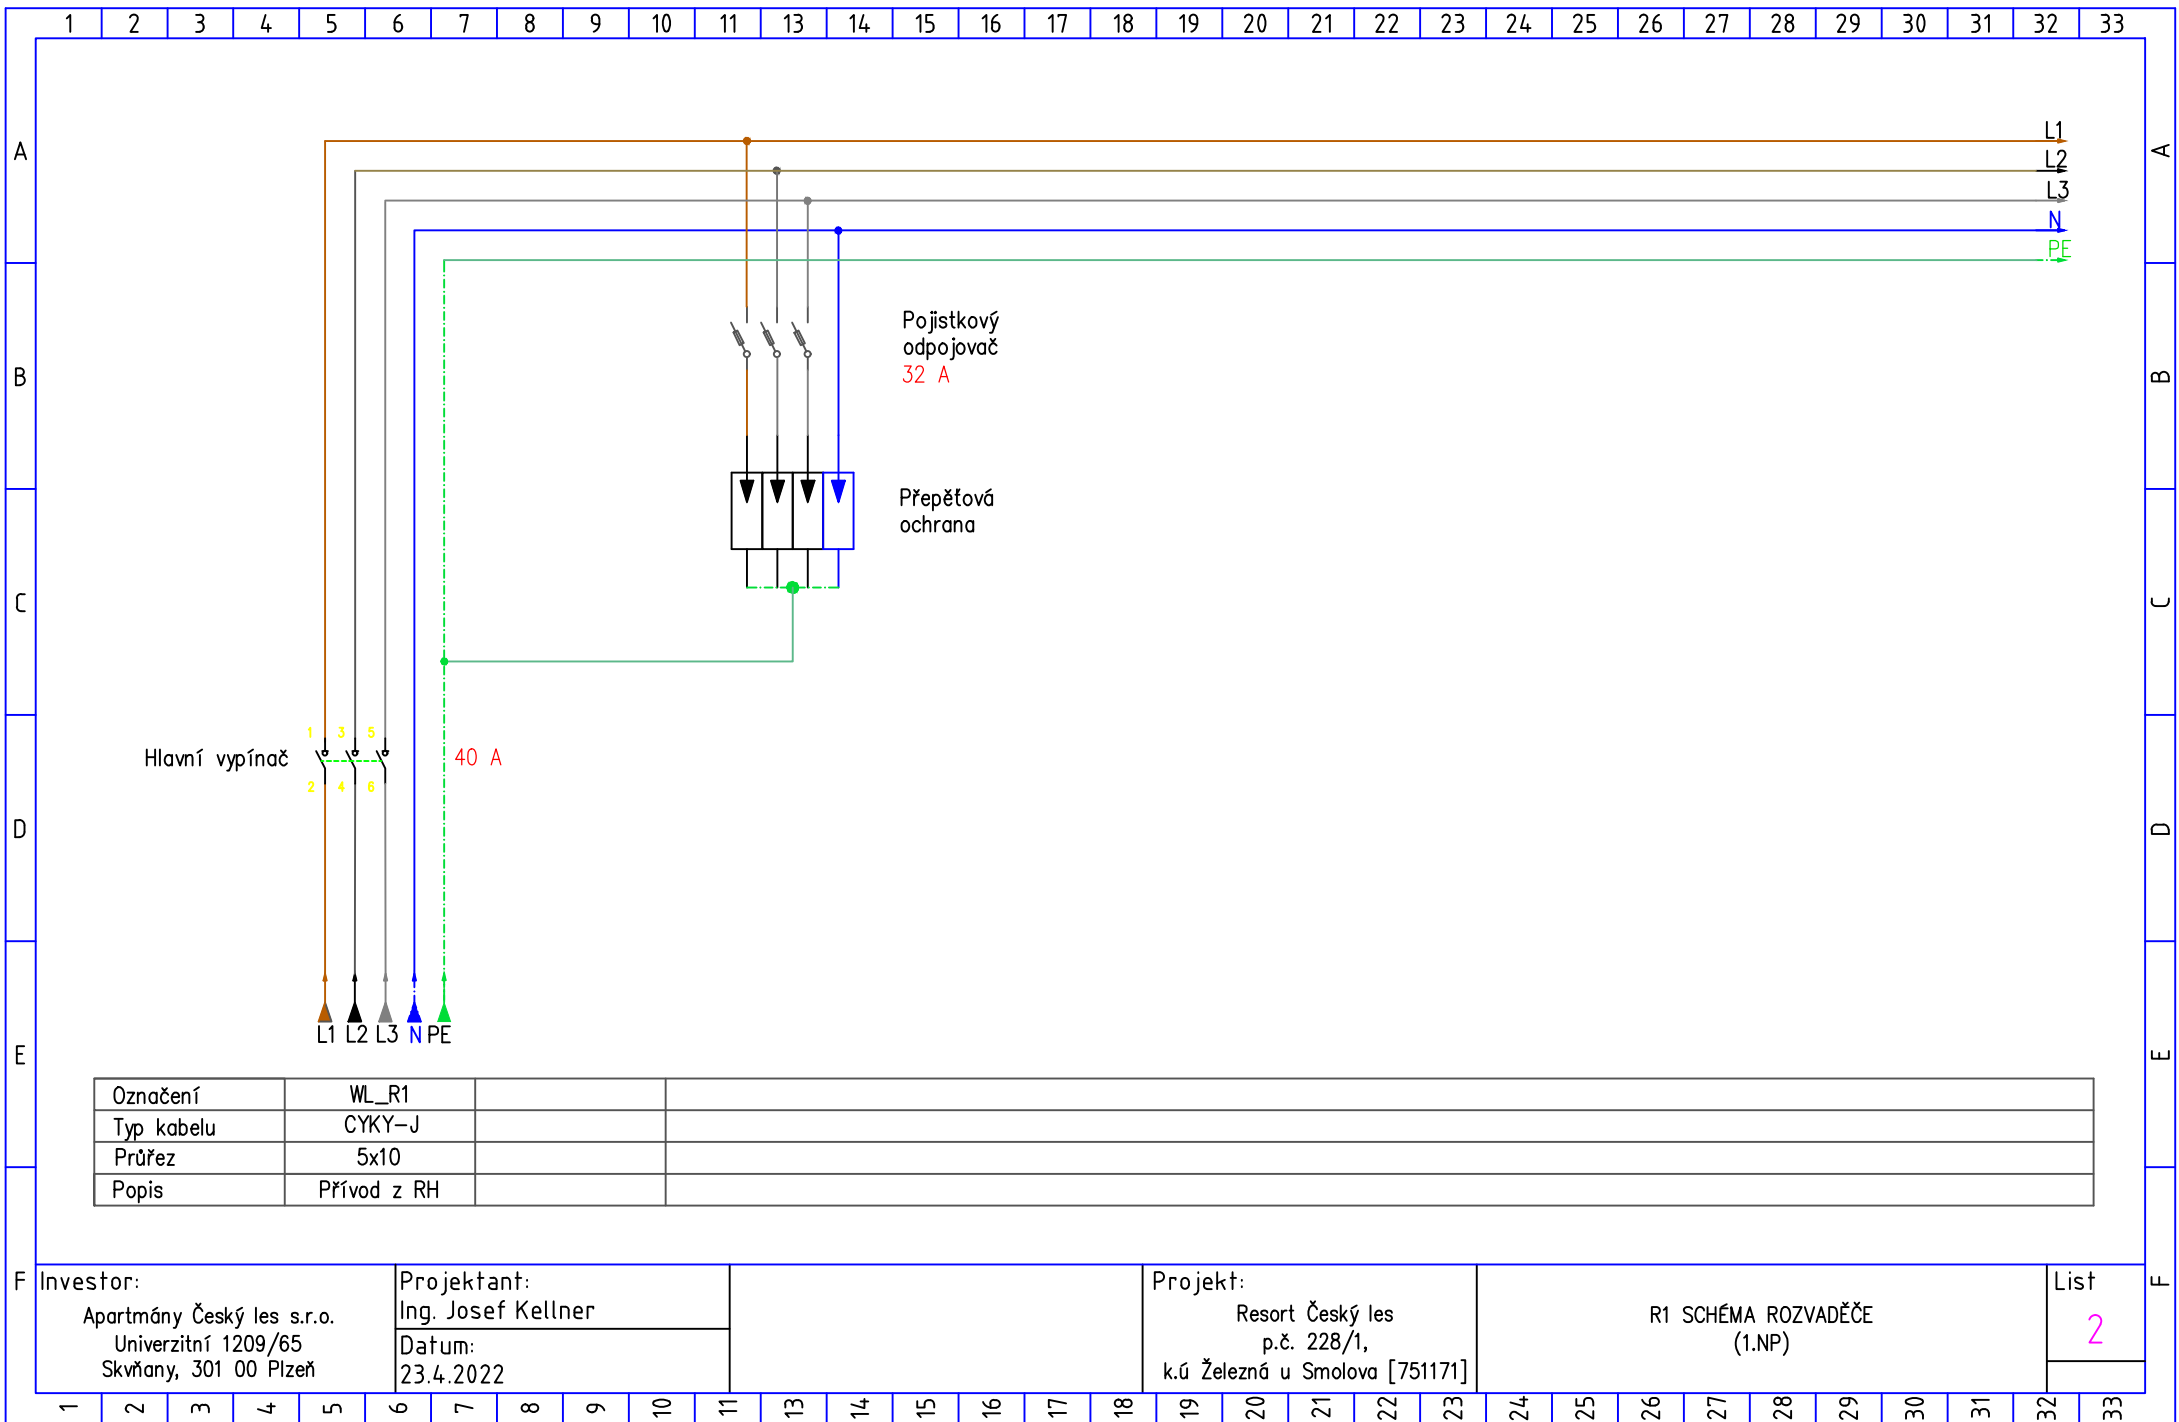 1 2 3 4 5 6 7 8 9 10 11 13 14 15 16 17 18 19 20 21 22 23 24 25 26 27 28 29 30 31 32 33
L1
A A
L2
L3
N
PE
Pojistkový
odpojovač
32 A
B B
Přepěťová
ochrana
C C
1 3 5
Hlavní vypínač 40 A
2 4 6
D D
L1 L2 L3 N PE
E E
Označení WL_R1
Typ kabelu CYKY-J
Průřez 5x10
Popis Přívod z RH
F F
Investor:
Apartmány Český les s.r.o.
Univerzitní 1209/65
Skvňany, 301 00 Plzeň
Projektant:
Ing. Josef Kellner
Datum:
23.4.2022
Projekt:
Resort Český les
p.č. 228/1,
k.ú Železná u Smolova [751171]
R1 SCHÉMA ROZVADĚČE
(1.NP)
List
2
1 2 3 4 5 6 7 8 9 10 11 13 14 15 16 17 18 19 20 21 22 23 24 25 26 27 28 29 30 31 32 33